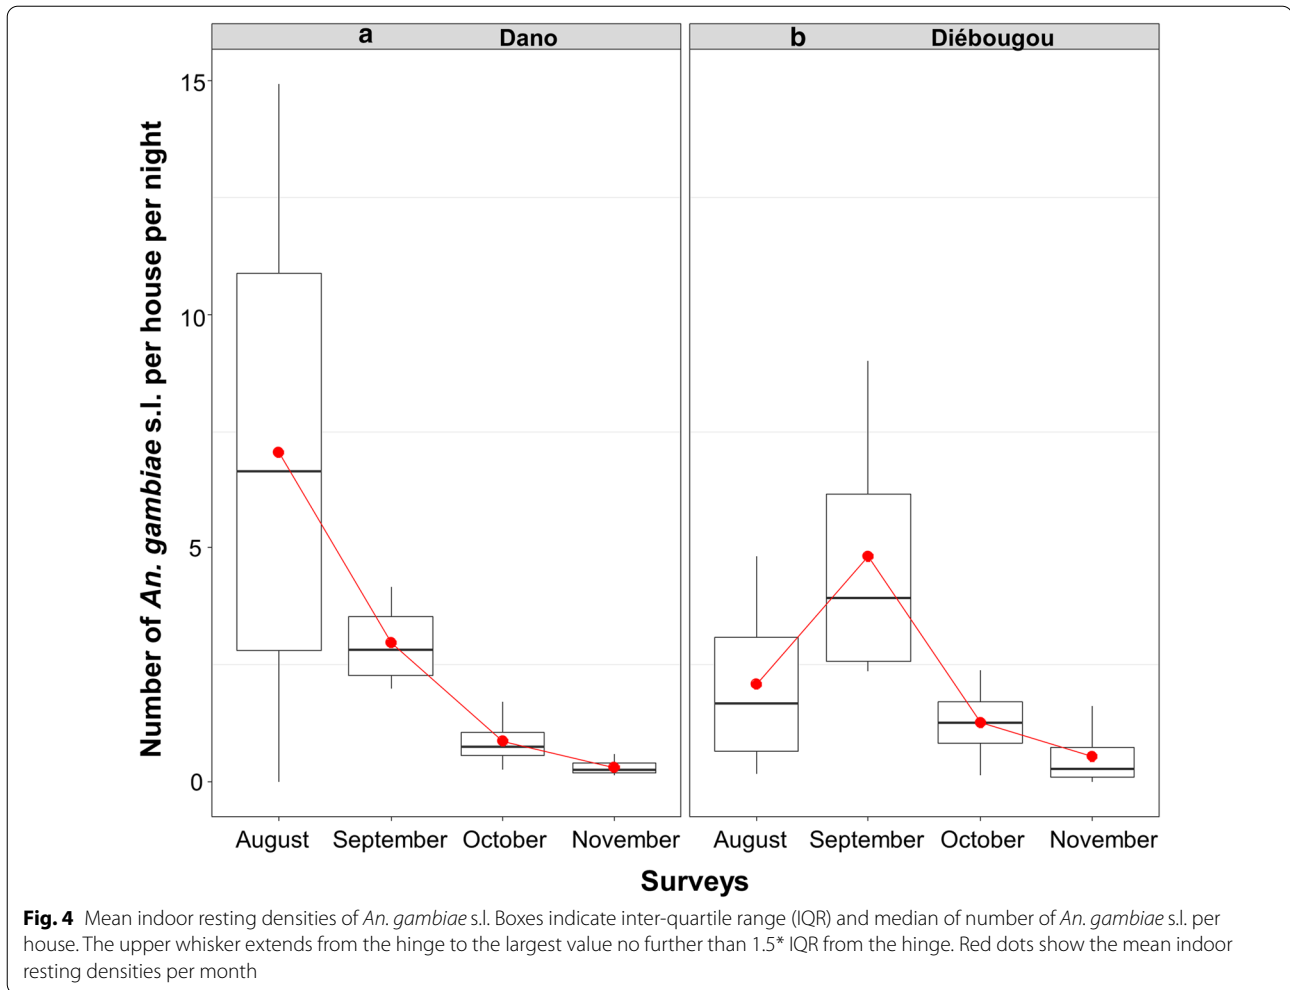 a Dano
b Diébougou
Number of An. gambiae s.l. per house per night
15
10
5
0
August September October November
August September October November
Surveys
Fig. 4 Mean indoor resting densities of An. gambiae s.l. Boxes indicate inter-quartile range (IQR) and median of number of An. gambiae s.l. per
house. The upper whisker extends from the hinge to the largest value no further than 1.5* IQR from the hinge. Red dots show the mean indoor
resting densities per month